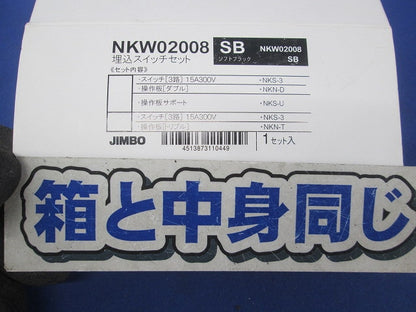 NKW02008 SB NKW02008
埋込スイッチセット ソフトブラック SB
《セット内容》
・スイッチ[3路] 15A300V ・NKS-3
・操作板[ダブル] ・NKN-D
・操作板サポート ・NKS-U
・スイッチ[3路] 15A300V ・NKS-3
・操作板[トリプル] ・NKN-T
JIMBO 4513873110449 1セット入
箱と中身同じ